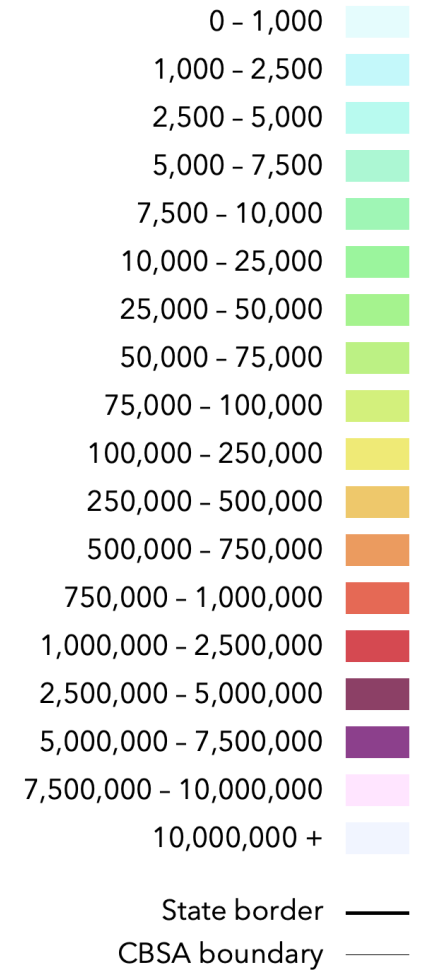 0 – 1,000
1,000 – 2,500
2,500 – 5,000
5,000 – 7,500
7,500 – 10,000
10,000 – 25,000
25,000 – 50,000
50,000 – 75,000
75,000 – 100,000
100,000 – 250,000
250,000 – 500,000
500,000 – 750,000
750,000 – 1,000,000
1,000,000 – 2,500,000
2,500,000 – 5,000,000
5,000,000 – 7,500,000
7,500,000 – 10,000,000
10,000,000 +
State border
CBSA boundary